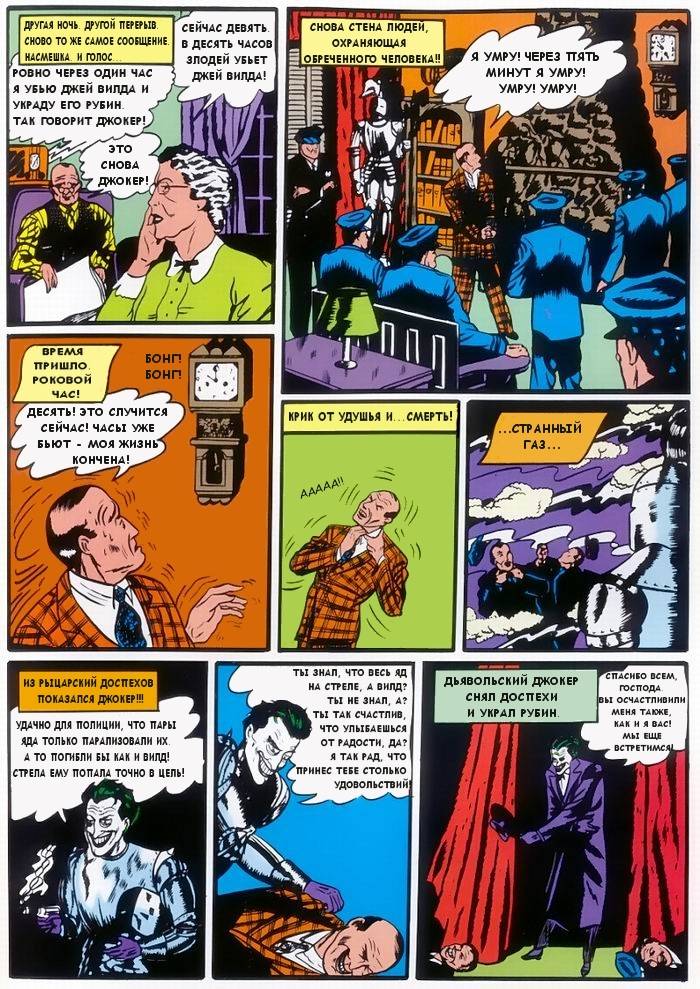 ДРУГАЯ НОЧЬ. ДРУГОЙ ПЕРЕРЫВ.
СНОВО ТО ЖЕ САМОЕ СООБЩЕНИЕ.
НАСМЕШКА. И ГОЛОС...
РОВНО ЧЕРЕЗ ОДИН ЧАС
Я УБЬЮ ДЖЕЙ ВИЛДА И
УКРАДУ ЕГО РУБИН.
ТАК ГОВОРИТ ДЖОКЕР!
СЕЙЧАС ДЕВЯТЬ.
В ДЕСЯТЬ ЧАСОВ
ЗЛОДЕЙ УБЬЕТ
ДЖЕЙ ВИЛДА!
ЭТО
СНОВА
ДЖОКЕР!
СНОВА СТЕНА ЛЮДЕЙ,
ОХРАНЯЮЩАЯ
ОБРЕЧЕННОГО ЧЕЛОВЕКА!!
Я УМРУ! ЧЕРЕЗ ПЯТЬ
МИНУТ Я УМРУ!
УМРУ! УМРУ!
ВРЕМЯ
ПРИШЛО.
РОКОВОЙ
ЧАС!
БОНГ!
БОНГ!
ДЕСЯТЬ! ЭТО СЛУЧИТСЯ
СЕЙЧАС! ЧАСЫ УЖЕ
БЬЮТ - МОЯ ЖИЗНЬ
КОНЧЕНА!
КРИК ОТ УДУШЬЯ И...СМЕРТЬ!
ААААА!!
...СТРАННЫЙ
ГАЗ...
ИЗ РЫЦАРСКИЙ ДОСПЕХОВ
ПОКАЗАЛСЯ ДЖОКЕР!!!
УДАЧНО ДЛЯ ПОЛИЦИИ, ЧТО ПАРЫ
ЯДА ТОЛЬКО ПАРАЛИЗОВАЛИ ИХ.
А ТО ПОГИБЛИ БЫ КАК И ВИЛД!
СТРЕЛА ЕМУ ПОПАЛА ТОЧНО В ЦЕЛЬ!
ТЫ ЗНАЛ, ЧТО ВЕСЬ ЯД
НА СТРЕЛЕ, А ВИЛД?
ТЫ НЕ ЗНАЛ, А?
ТЫ ТАК СЧАСТЛИВ,
ЧТО УЛЫБАЕШЬСЯ
ОТ РАДОСТИ, ДА?
Я ТАК РАД, ЧТО
ПРИНЕС ТЕБЕ СТОЛЬКО
УДОВОЛЬСТВИЙ!
ДЬЯВОЛЬСКИЙ ДЖОКЕР
СНЯЛ ДОСПЕХИ
И УКРАЛ РУБИН.
СПАСИБО ВСЕМ,
ГОСПОДА.
ВЫ ОСЧАСТЛИВИЛИ
МЕНЯ ТАКЖЕ,
КАК И Я ВАС!
МЫ ЕЩЕ
ВСТРЕТИМСЯ!